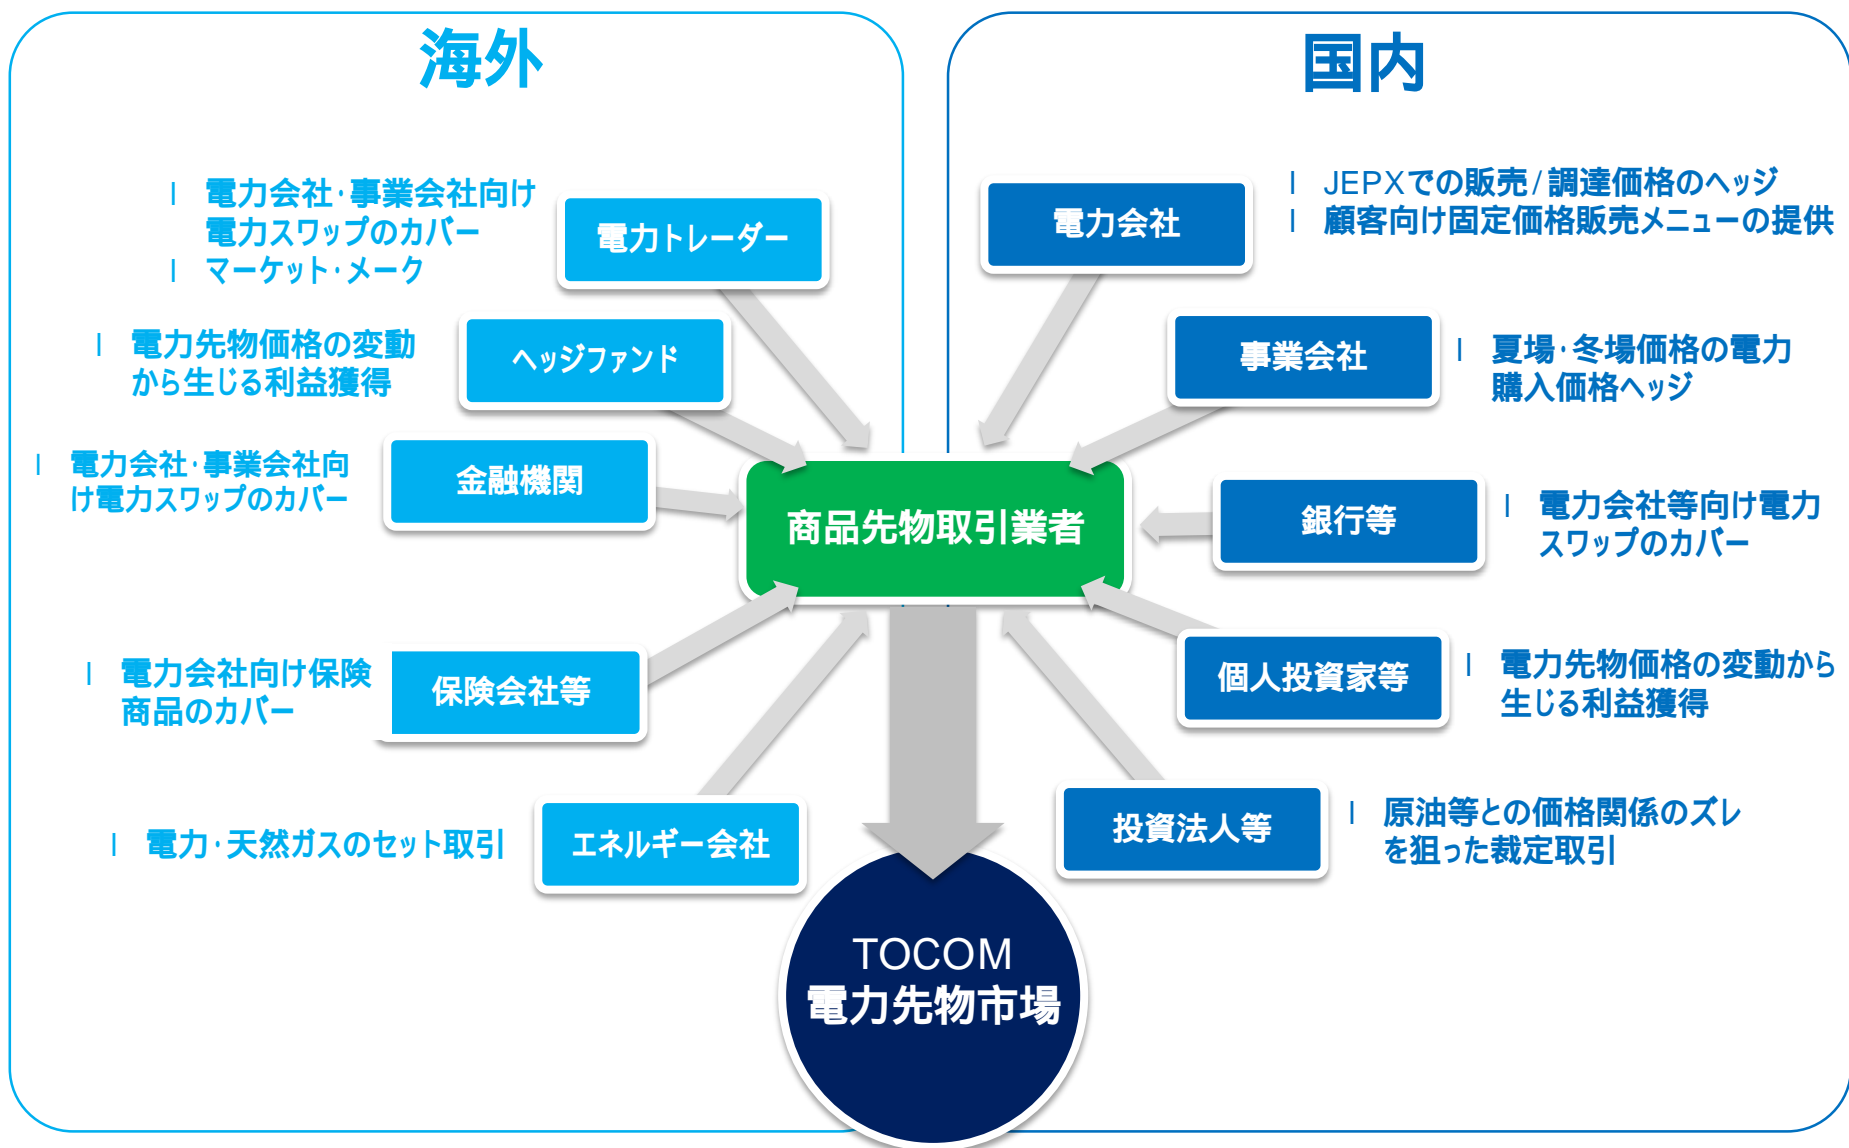 海外
電力会社・事業会社向け
電力スワップのカバー
マーケット・メーク
電力トレーダー
電力先物価格の変動
から生じる利益獲得
ヘッジファンド
電力会社・事業会社向
け電力スワップのカバー
金融機関
電力会社向け保険
商品のカバー
保険会社等
電力・天然ガスのセット取引
エネルギー会社
国内
電力会社
JEPXでの販売/調達価格のヘッジ
顧客向け固定価格販売メニューの提供
事業会社
夏場・冬場価格の電力
購入価格ヘッジ
銀行等
電力会社等向け電力
スワップのカバー
個人投資家等
電力先物価格の変動から
生じる利益獲得
投資法人等
原油等との価格関係のズレ
を狙った裁定取引
商品先物取引業者
TOCOM
電力先物市場